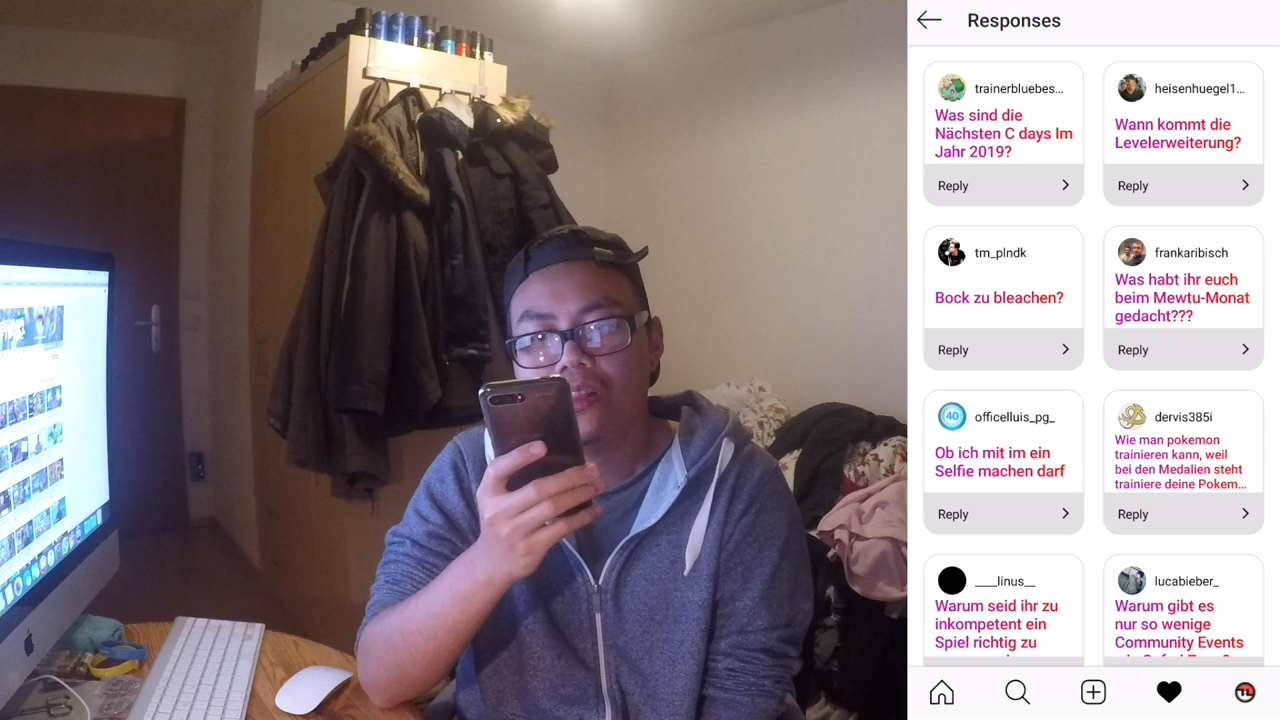 Responses
trainerbluebes...
Was sind die
Nächsten C days Im
Jahr 2019?
Reply
heisenhuegel1...
Wann kommt die
Levelerweiterung?
Reply
tm_plndk
Bock zu bleachen?
Reply
frankaribisch
Was habt ihr euch
beim Mewtu-Monat
gedacht???
Reply
40
officelluis_pg_
Ob ich mit im ein
Selfie machen darf
Reply
dervis385i
Wie man pokemon
trainieren kann, weil
bei den Medalien steht
trainiere deine Pokem...
Reply
____linus__
Warum seid ihr zu
inkompetent ein
Spiel richtig zu
lucabieber_
Warum gibt es
nur so wenige
Community Events